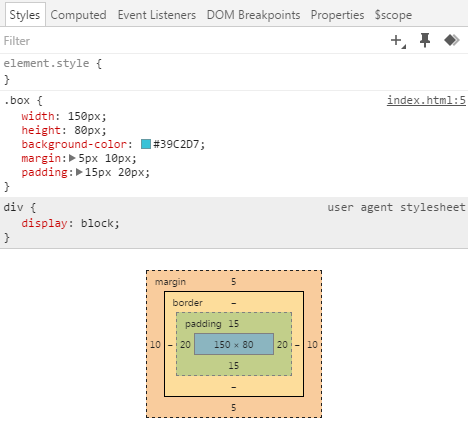 Styles Computed Event Listeners DOM Breakpoints Properties $scope
Filter
element.style {
}
.box { index.html:5
width: 150px;
height: 80px;
background-color: #39C2D7;
margin: 5px 10px;
padding: 15px 20px;
}
div { user agent stylesheet
display: block;
}
margin 5
border –
padding 15
10 – 20 150 × 80 20 – 10
15
–
5